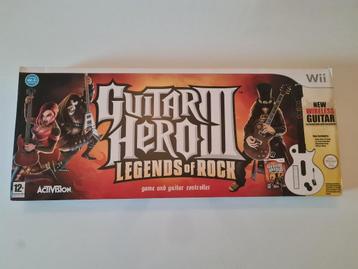 Wii
GUITAR HERO III
LEGENDS OF ROCK
game and guitar controller
NEW
WIRELESS
GUITAR
ACTIVISION
12+